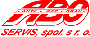 ABO
SERVIS, spol. s r. o.